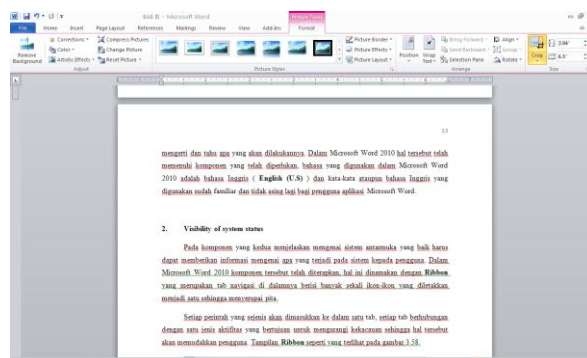 BAB III - Microsoft Word
Picture Tools
File Home Insert Page Layout References Mailings Review View Add-Ins Format
Remove Background
Corrections
Color
Artistic Effects
Compress Pictures
Change Picture
Reset Picture
Adjust
Picture Styles
Picture Border
Picture Effects
Picture Layout
Position
Wrap Text
Bring Forward
Send Backward
Selection Pane
Align
Group
Rotate
Arrange
Crop
3.94"
6.5"
Size
13
mengerti dan tahu apa yang akan dilakukannya. Dalam Microsoft Word 2010 hal tersebut telah
memenuhi komponen yang telah diperlukan, bahasa yang digunakan dalam Microsoft Word
2010 adalah bahasa Inggris ( English (U.S) ) dan kata-kata ataupun bahasa Inggris yang
digunakan sudah familiar dan tidak asing lagi bagi pengguna aplikasi Microsoft Word.
2. Visibility of system status
Pada komponen yang kedua menjelaskan mengenai sistem antarmuka yang baik harus
dapat memberikan informasi mengenai apa yang terjadi pada sistem kepada pengguna. Dalam
Microsoft Word 2010 komponen tersebut telah diterapkan, hal ini dinamakan dengan Ribbon
yang merupakan tab navigasi di dalamnya berisi banyak sekali ikon-ikon yang diletakkan
menjadi satu sehingga menyerupai pita.
Setiap perintah yang sejenis akan dimasukkan ke dalam satu tab, setiap tab berhubungan
dengan satu jenis aktifitas yang bertujuan untuk mengurangi kekacauan sehingga hal tersebut
akan memudahkan pengguna. Tampilan Ribbon seperti yang terlihat pada gambar 3.58.